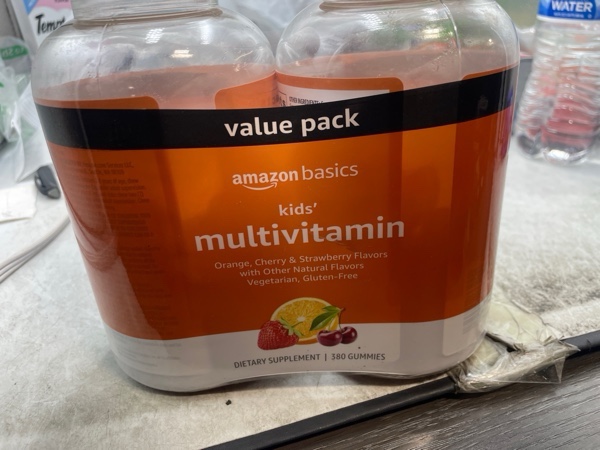 WATER
Temp
value pack
amazon basics
kids'
multivitamin
Orange, Cherry & Strawberry Flavors
with Other Natural Flavors
Vegetarian, Gluten-Free
DIETARY SUPPLEMENT | 380 GUMMIES